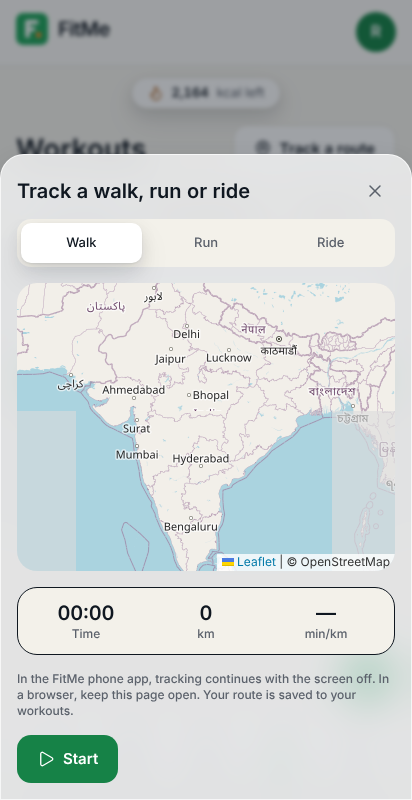 FitMe
2,164 kcal left
Workouts
Track a route
Track a walk, run or ride
Walk
Run
Ride
پاکستان
لاہور
Delhi
नेपाल
काठमाडौँ
Jaipur
Lucknow
کراچی
Ahmedabad
Bhopal
বাংলাদেশ
চট্টগ্রাম
Surat
Mumbai
Hyderabad
Bengaluru
Leaflet | © OpenStreetMap
00:00
0
—
Time
km
min/km
In the FitMe phone app, tracking continues with the screen off. In
a browser, keep this page open. Your route is saved to your
workouts.
Start